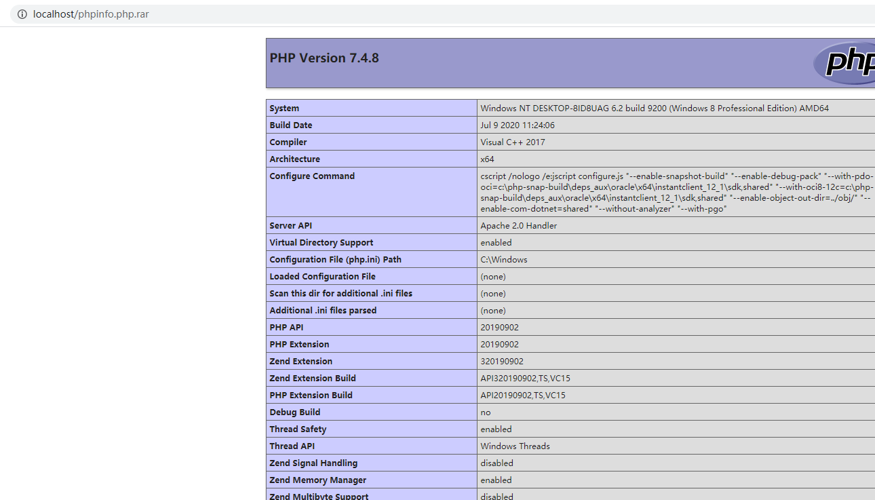 localhost/phpinfo.php.rar
PHP Version 7.4.8
php
System Windows NT DESKTOP-8ID8UAG 6.2 build 9200 (Windows 8 Professional Edition) AMD64
Build Date Jul 9 2020 11:24:06
Compiler Visual C++ 2017
Architecture x64
Configure Command cscript /nologo /e:jscript configure.js "--enable-snapshot-build" "--enable-debug-pack" "--with-pdo-
oci=c:\php-snap-build\deps_aux\oracle\x64\instantclient_12_1\sdk,shared" "--with-oci8-12c=c:\php-
snap-build\deps_aux\oracle\x64\instantclient_12_1\sdk,shared" "--enable-object-out-dir=../obj/" "--
enable-com-dotnet=shared" "--without-analyzer" "--with-pgo"
Server API Apache 2.0 Handler
Virtual Directory Support enabled
Configuration File (php.ini) Path C:\Windows
Loaded Configuration File (none)
Scan this dir for additional .ini files (none)
Additional .ini files parsed (none)
PHP API 20190902
PHP Extension 20190902
Zend Extension 320190902
Zend Extension Build API320190902,TS,VC15
PHP Extension Build API20190902,TS,VC15
Debug Build no
Thread Safety enabled
Thread API Windows Threads
Zend Signal Handling disabled
Zend Memory Manager enabled
Zend Multibyte Support disabled